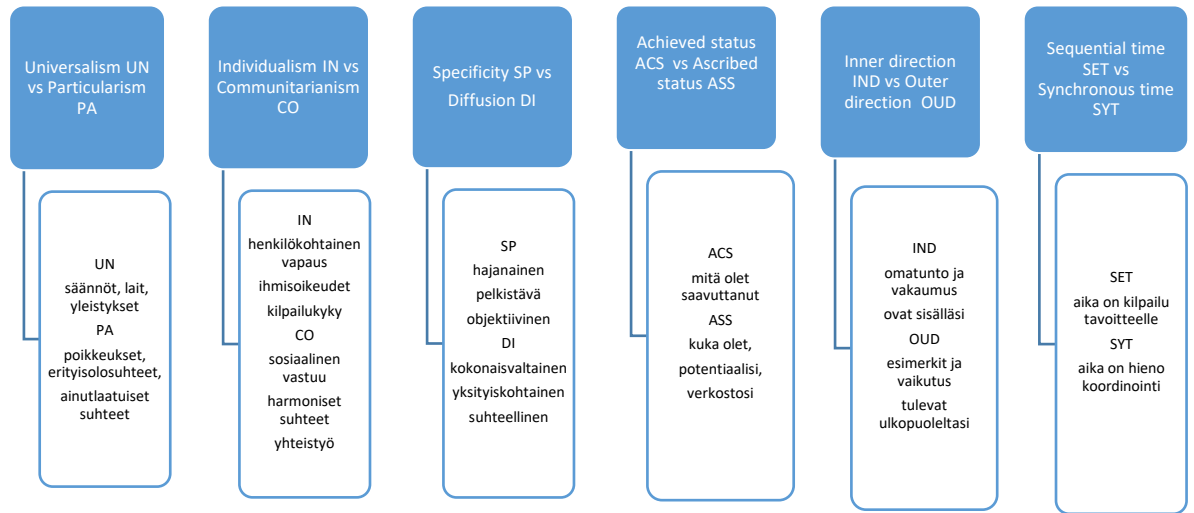 Universalism UN
vs Particularism
PA
UN
säännöt, lait,
yleistykset
PA
poikkeukset,
erityisolosuhteet,
ainutlaatuiset
suhteet
Individualism IN vs
Communitarianism
CO
IN
henkilökohtainen
vapaus
ihmisoikeudet
kilpailukyky
CO
sosiaalinen
vastuu
harmoniset
suhteet
yhteistyö
Specificity SP vs
Diffusion DI
SP
hajanainen
pelkistävä
objektiivinen
DI
kokonaisvaltainen
yksityiskohtainen
suhteellinen
Achieved status
ACS vs Ascribed
status ASS
ACS
mitä olet
saavuttanut
ASS
kuka olet,
potentiaalisi,
verkostosi
Inner direction
IND vs Outer
direction OUD
IND
omatunto ja
vakaumus
ovat sisälläsi
OUD
esimerkit ja
vaikutus
tulevat
ulkopuoleltasi
Sequential time
SET vs
Synchronous time
SYT
SET
aika on kilpailu
tavoitteelle
SYT
aika on hieno
koordinointi